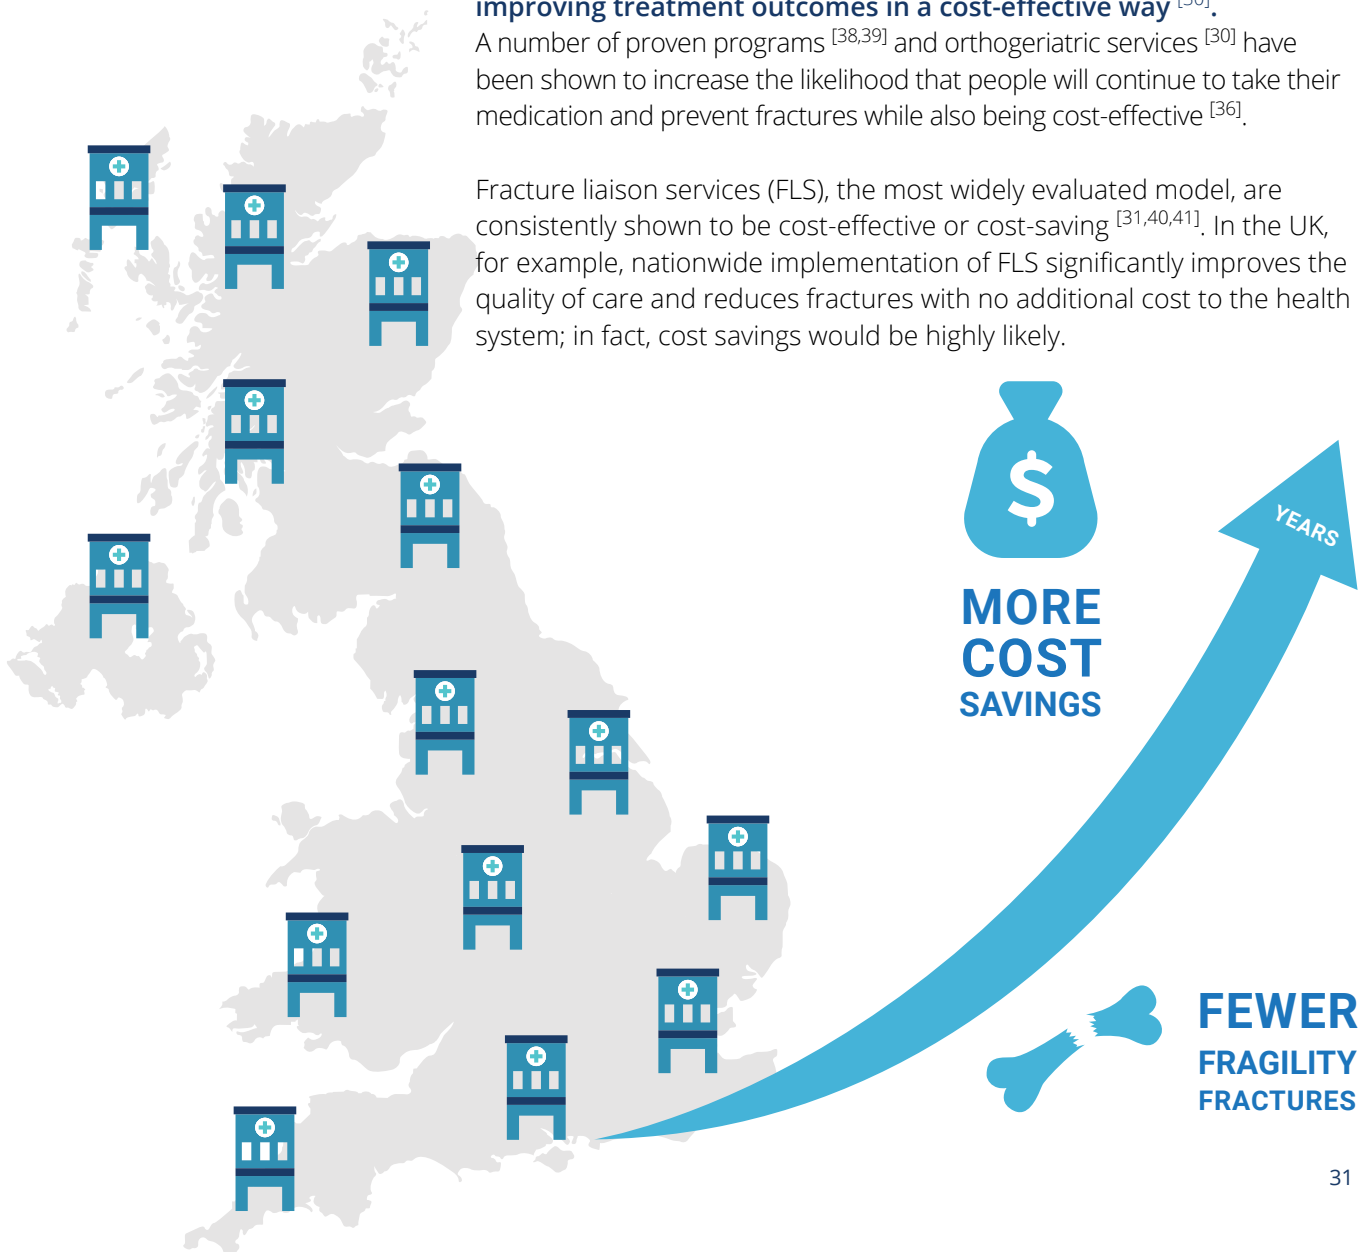 improving treatment outcomes in a cost-effective way [30].
A number of proven programs [38,39] and orthogeriatric services [30] have
been shown to increase the likelihood that people will continue to take their
medication and prevent fractures while also being cost-effective [36].
Fracture liaison services (FLS), the most widely evaluated model, are
consistently shown to be cost-effective or cost-saving [31,40,41]. In the UK,
for example, nationwide implementation of FLS significantly improves the
quality of care and reduces fractures with no additional cost to the health
system; in fact, cost savings would be highly likely.
$
YEARS
MORE
COST
SAVINGS
FEWER
FRAGILITY
FRACTURES
31